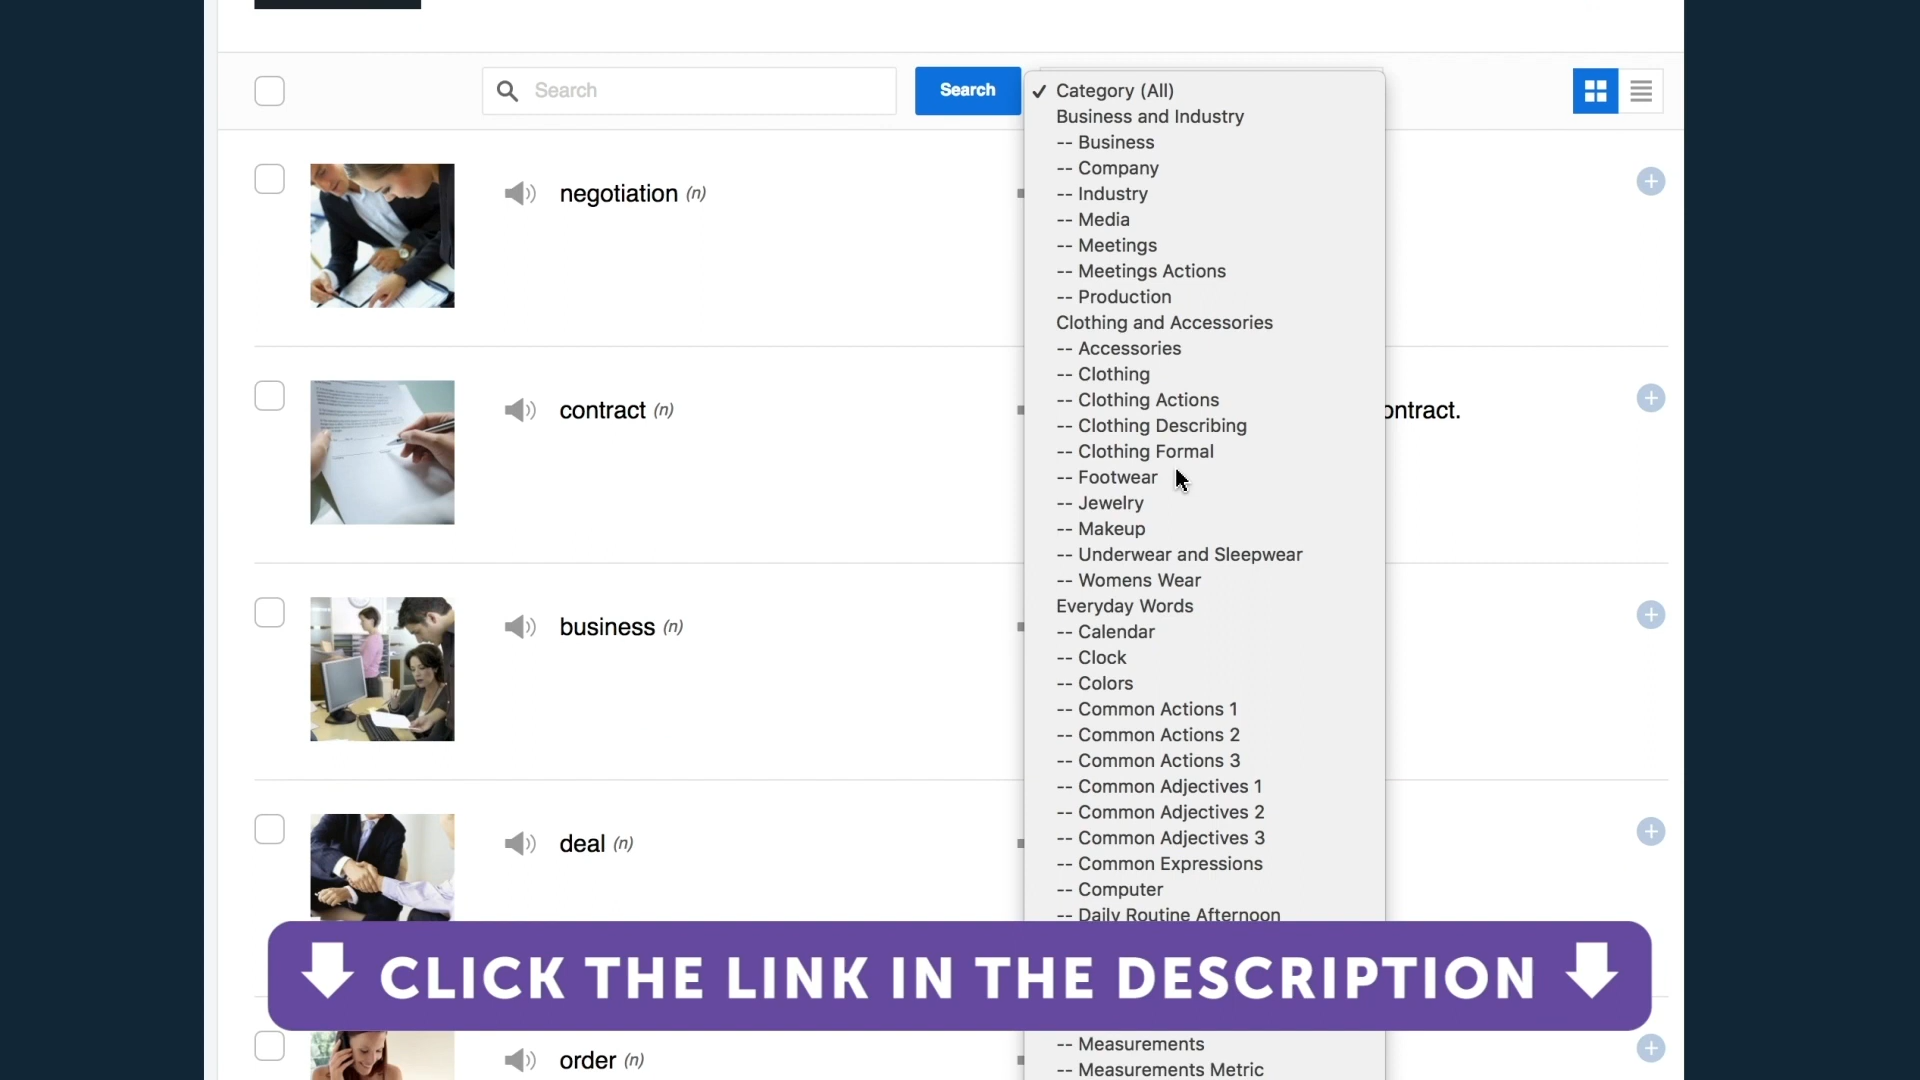 Search
Search
✓ Category (All)
Business and Industry
-- Business
-- Company
-- Industry
-- Media
-- Meetings
-- Meetings Actions
-- Production
Clothing and Accessories
-- Accessories
-- Clothing
-- Clothing Actions
-- Clothing Describing
-- Clothing Formal
-- Footwear
-- Jewelry
-- Makeup
-- Underwear and Sleepwear
-- Womens Wear
Everyday Words
-- Calendar
-- Clock
-- Colors
-- Common Actions 1
-- Common Actions 2
-- Common Actions 3
-- Common Adjectives 1
-- Common Adjectives 2
-- Common Adjectives 3
-- Common Expressions
-- Computer
-- Daily Routine Afternoon
-- Measurements
-- Measurements Metric
negotiation (n)
contract (n)
ontract.
business (n)
deal (n)
order (n)
CLICK THE LINK IN THE DESCRIPTION